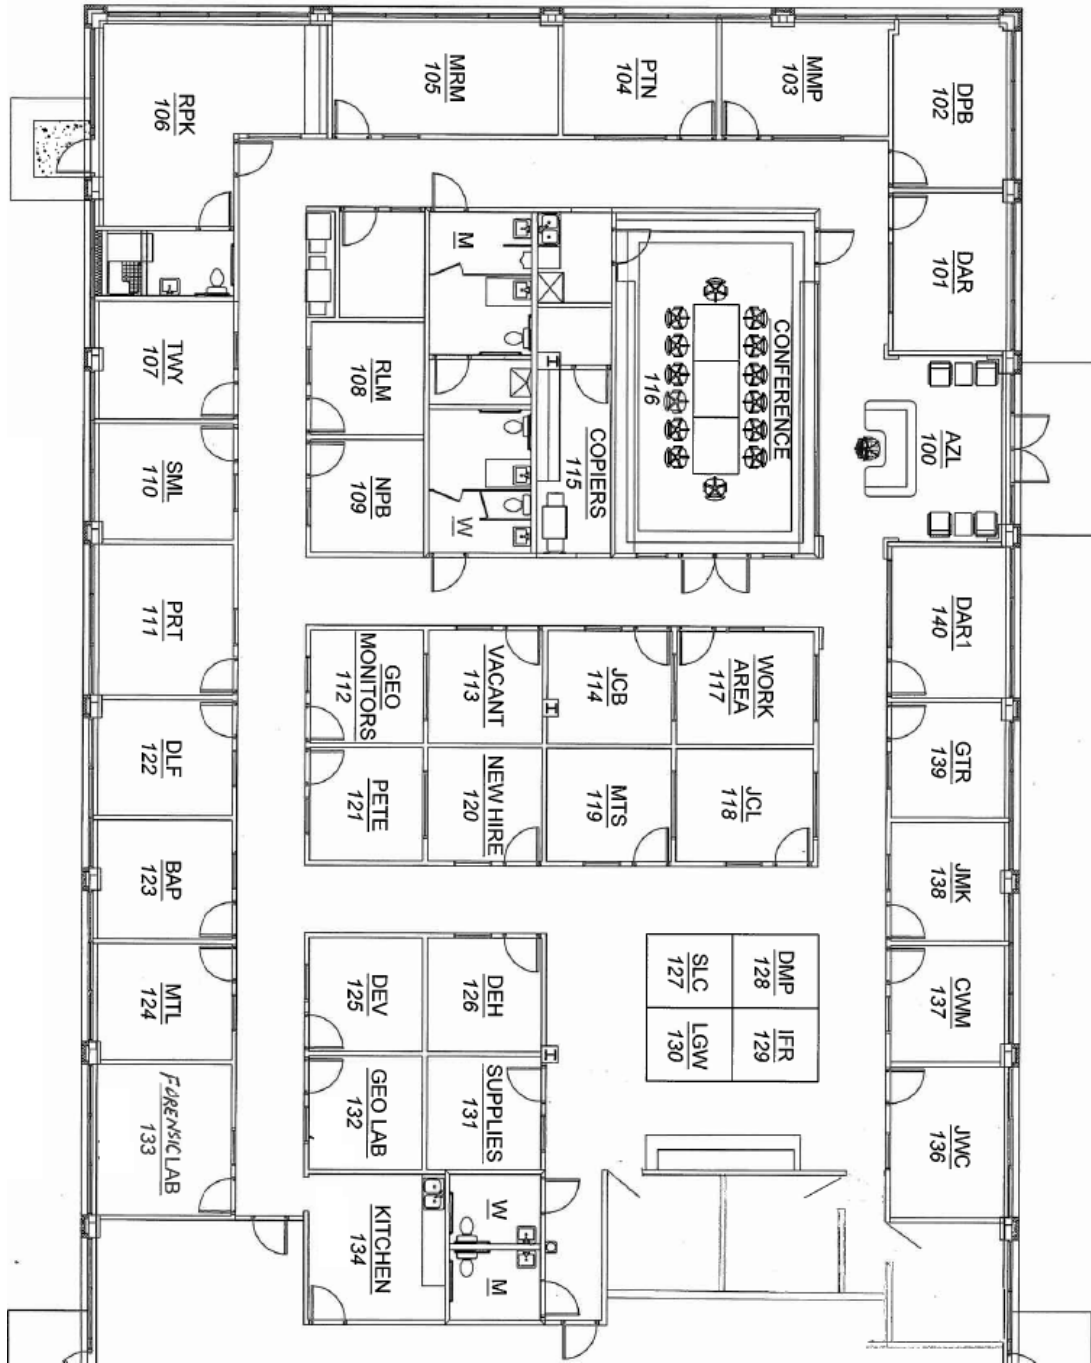 DPB
102
MMP
103
PTN
104
MRM
105
RPK
106
DAR
101
AZL
100
CONFERENCE
116
COPIERS
115
M
W
RLM
108
NPB
109
TWY
107
SML
110
PRT
111
DAR1
140
WORK
AREA
117
JCB
114
VACANT
113
GEO
MONITORS
112
GTR
139
JCL
118
MTS
119
NEW HIRE
120
PETE
121
DLF
122
JMK
138
BAP
123
CWM
137
DMP
128
SLC
127
DEH
126
DEV
125
MTL
124
JWC
136
IFR
129
LGW
130
SUPPLIES
131
GEO LAB
132
FORENSIC LAB
133
W
M
KITCHEN
134